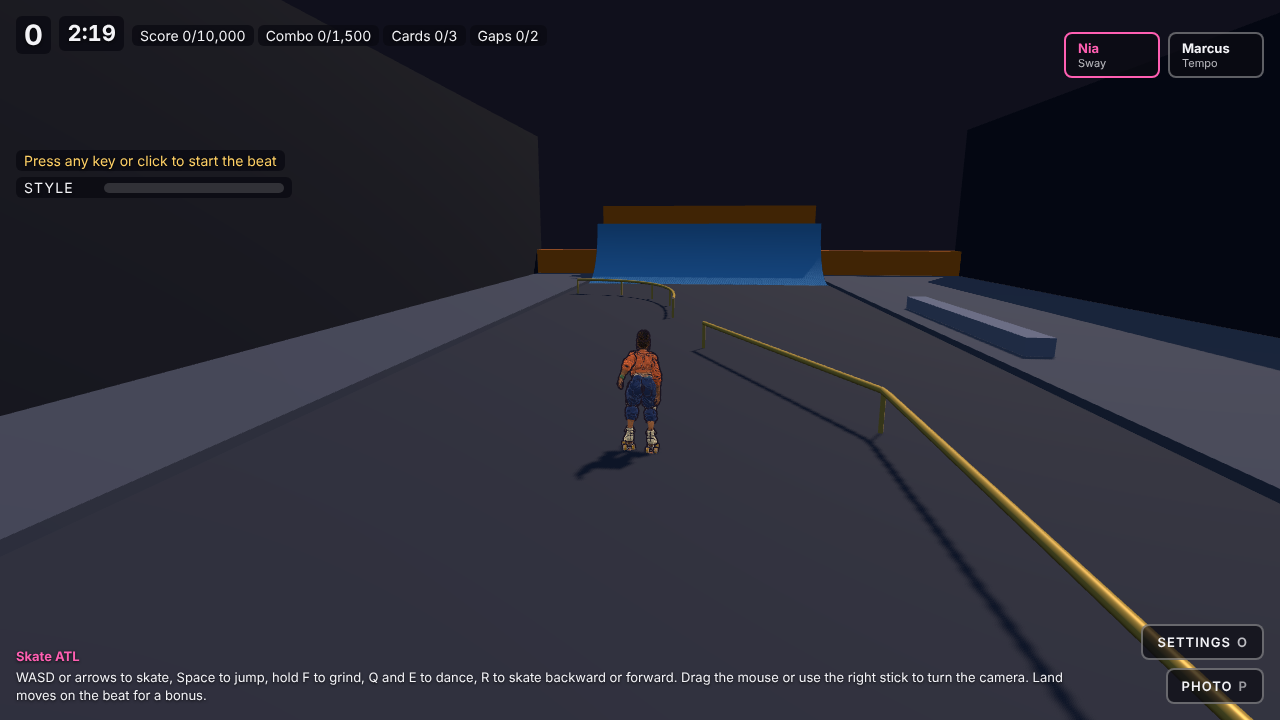 0
2:19
Score 0/10,000
Combo 0/1,500
Cards 0/3
Gaps 0/2
Nia
Sway
Marcus
Tempo
Press any key or click to start the beat
STYLE
SETTINGS O
PHOTO P
Skate ATL
WASD or arrows to skate, Space to jump, hold F to grind, Q and E to dance, R to skate backward or forward. Drag the mouse or use the right stick to turn the camera. Land
moves on the beat for a bonus.